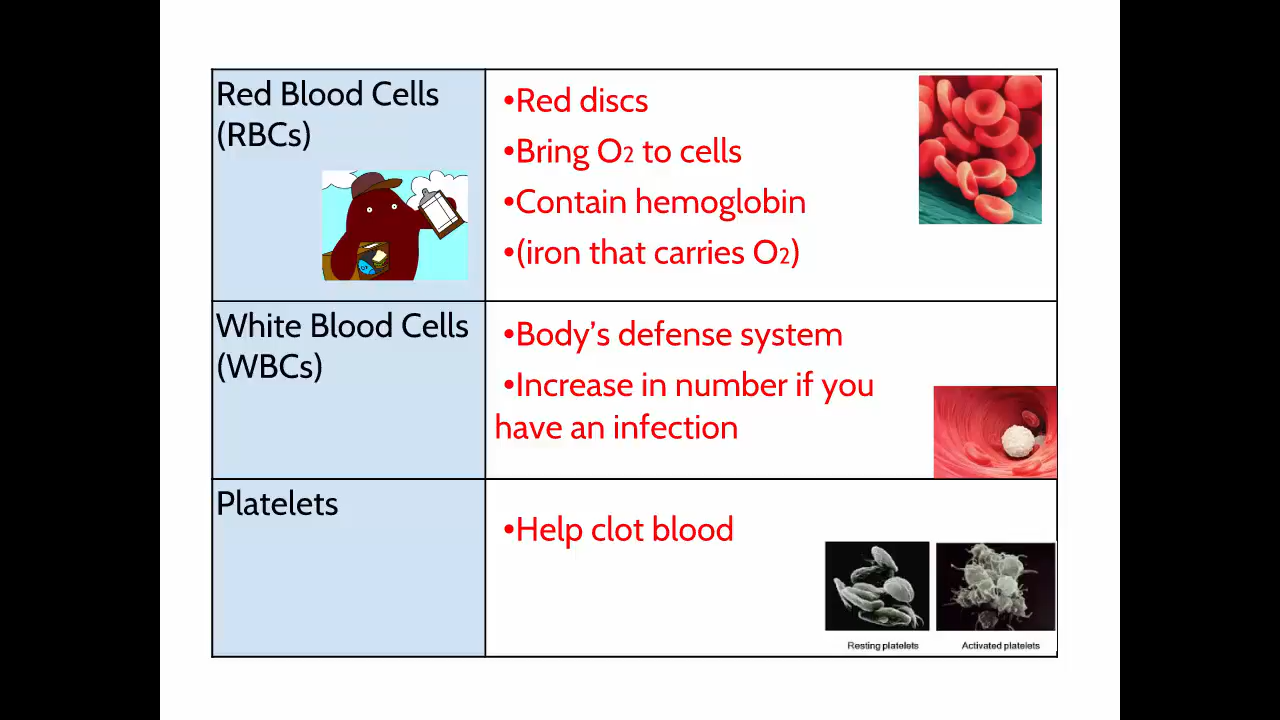 Red Blood Cells
(RBCs)
•Red discs
•Bring O₂ to cells
•Contain hemoglobin
•(iron that carries O₂)
White Blood Cells
(WBCs)
•Body’s defense system
•Increase in number if you
have an infection
Platelets
•Help clot blood
Resting platelets
Activated platelets